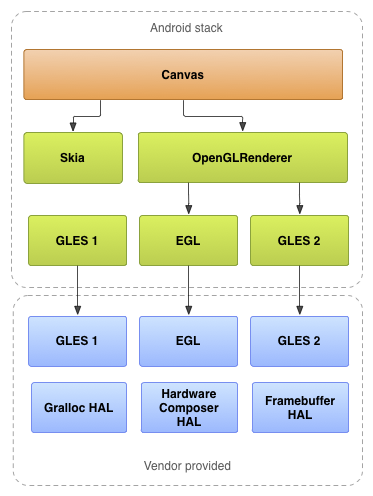 Android stack
Canvas
Skia
OpenGLRenderer
GLES 1
EGL
GLES 2
GLES 1
EGL
GLES 2
Gralloc HAL
Hardware
Composer
HAL
Framebuffer
HAL
Vendor provided